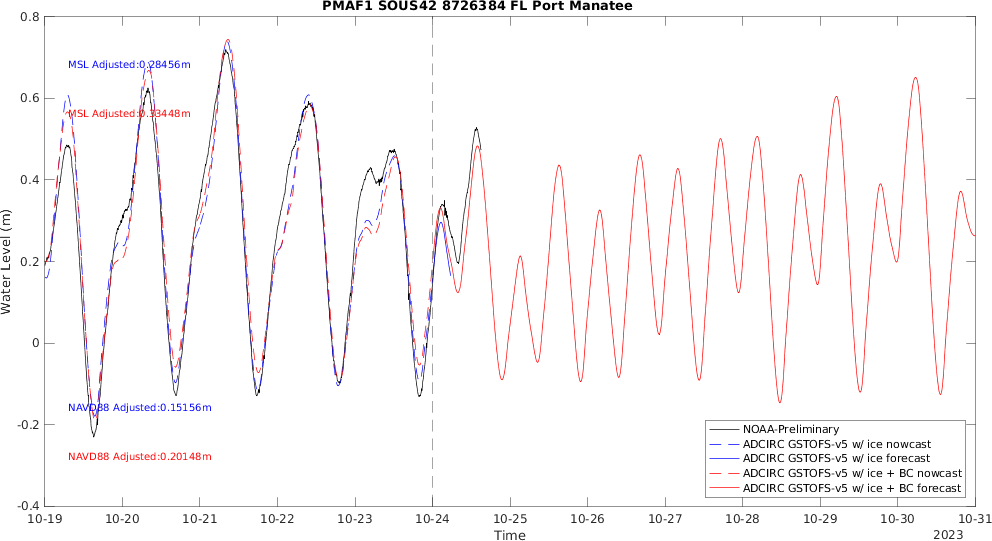 PMAF1 SOUS42 8726384 FL Port Manatee
0.8
0.6
0.4
0.2
0
-0.2
-0.4
Water Level (m)
MSL Adjusted:0.28456m
MSL Adjusted:0.33448m
NAVD88 Adjusted:0.15156m
NAVD88 Adjusted:0.20148m
NOAA-Preliminary
ADCIRC GSTOFS-v5 w/ ice nowcast
ADCIRC GSTOFS-v5 w/ ice forecast
ADCIRC GSTOFS-v5 w/ ice + BC nowcast
ADCIRC GSTOFS-v5 w/ ice + BC forecast
10-19 10-20 10-21 10-22 10-23 10-24 10-25 10-26 10-27 10-28 10-29 10-30 10-31
Time
2023